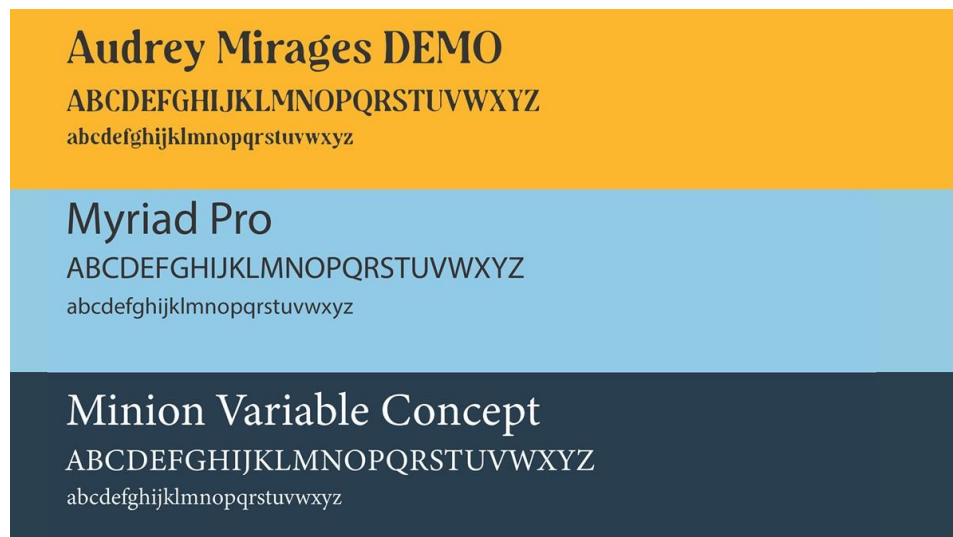 Audrey Mirages DEMO
ABCDEFGHIJKLMNOPQRSTUVWXYZ
abcdefghijklmnopqrstuvwxyz
Myriad Pro
ABCDEFGHIJKLMNOPQRSTUVWXYZ
abcdefghijklmnopqrstuvwxyz
Minion Variable Concept
ABCDEFGHIJKLMNOPQRSTUVWXYZ
abcdefghijklmnopqrstuvwxyz